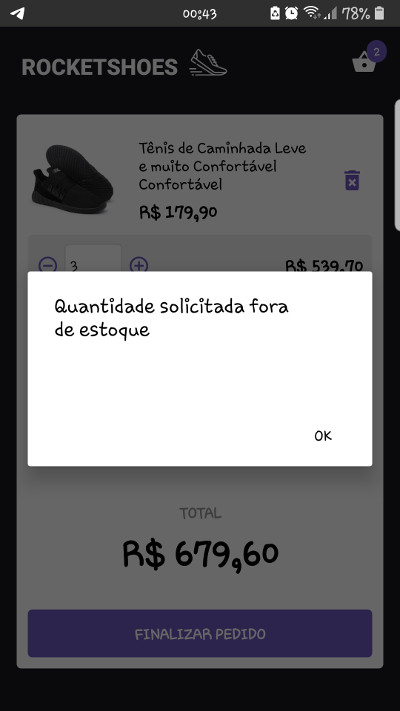 00:43
78%
ROCKETSHOES
2
Tênis de Caminhada Leve
e muito Confortável
Confortável
R$ 179,90
3
R$ 539,70
Quantidade solicitada fora
de estoque
OK
TOTAL
R$ 679,60
FINALIZAR PEDIDO